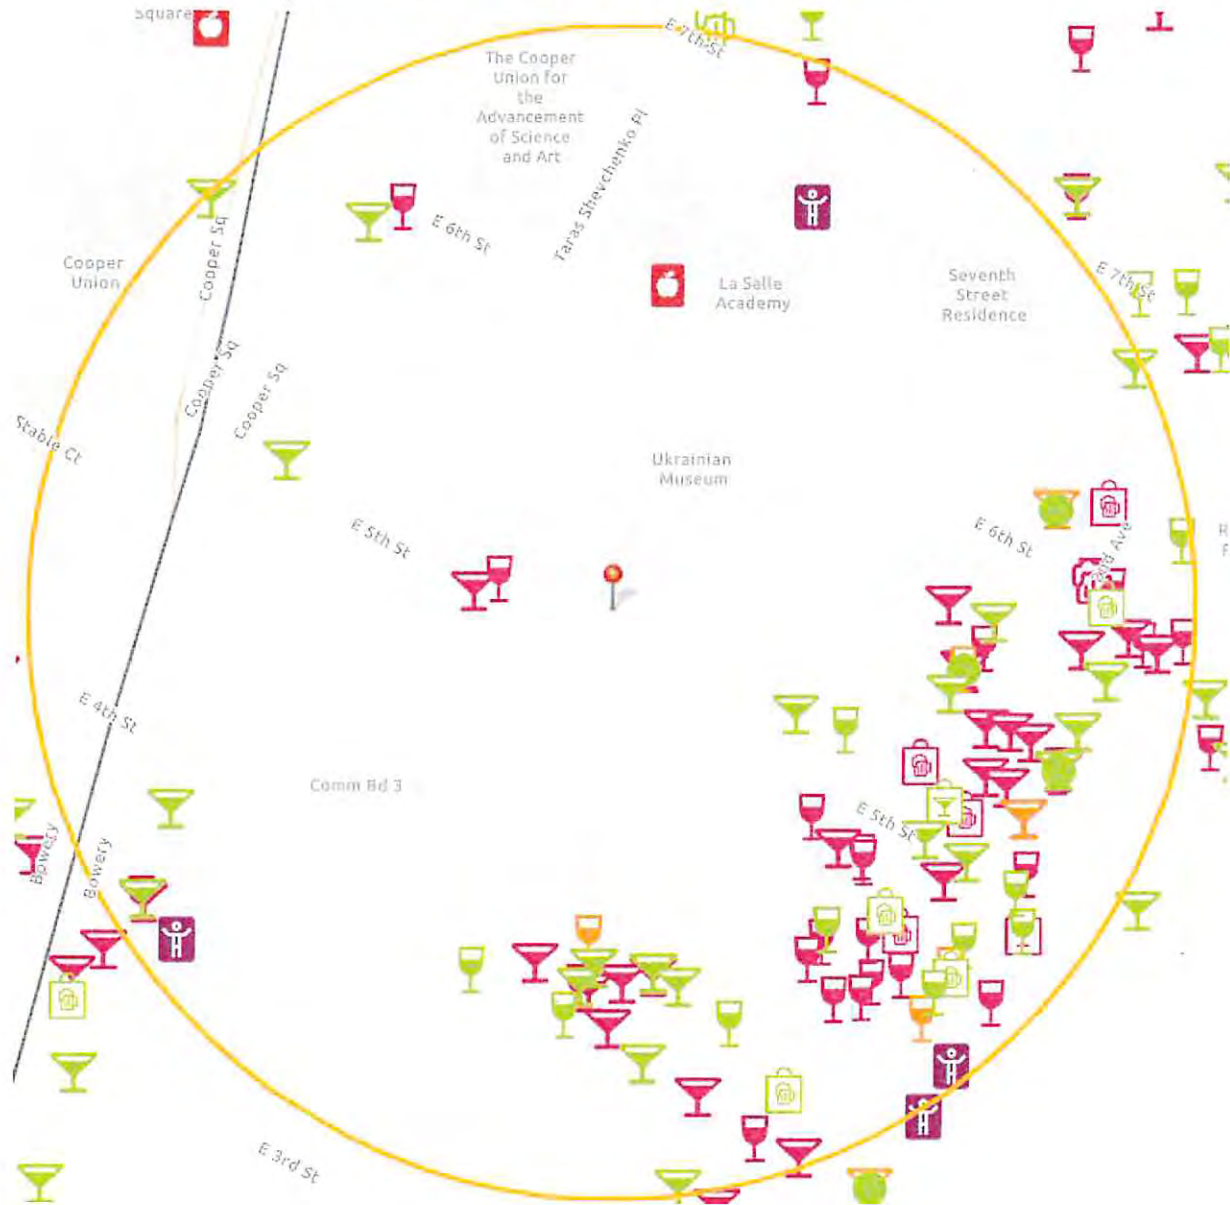 Square
E 7th St
The Cooper
Union for
the
Advancement
of Science
and Art
Taras Shevchenko Pl
Cooper Sq
E 6th St
Cooper
Union
La Salle
Academy
Seventh
Street
Residence
E 7th St
Cooper Sq
Cooper Sq
Stable Ct
Ukrainian
Museum
E 5th St
E 6th St
2nd Ave
R
F
E 4th St
Comm Bd 3
E 5th St
Bowery
Bowery
E 3rd St